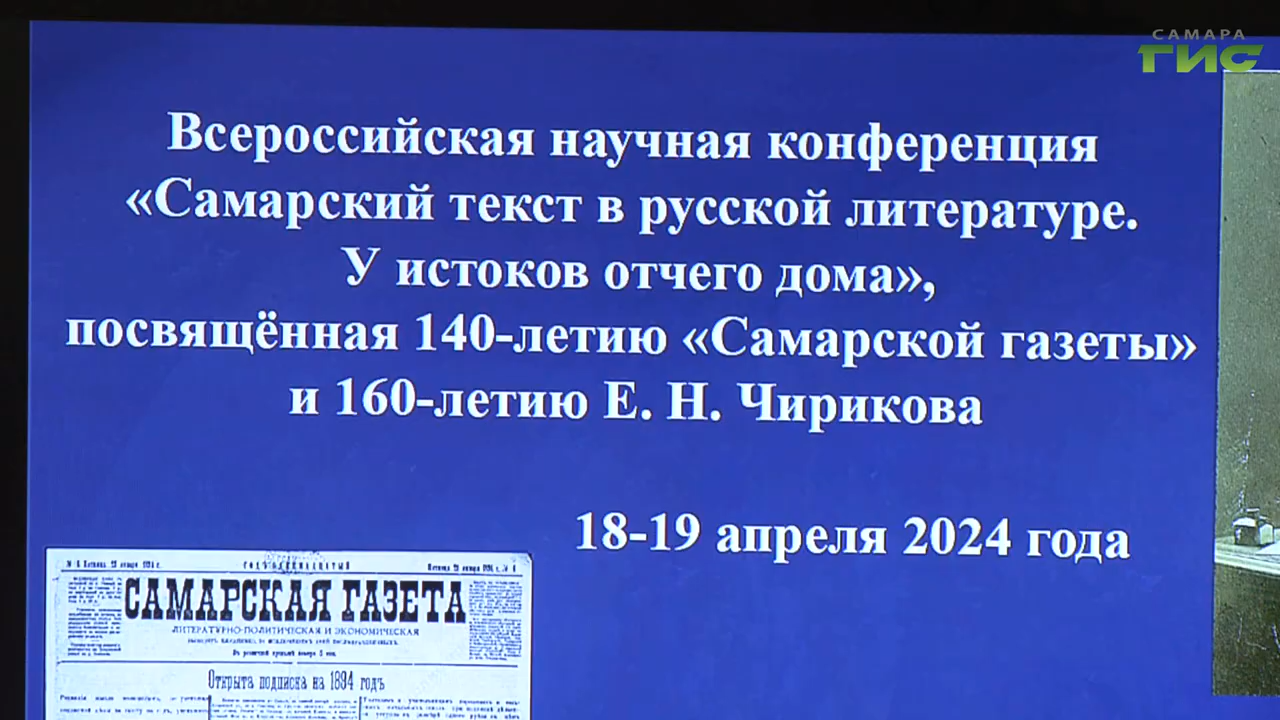 САМАРА
ГИС
Всероссийская научная конференция
«Самарский текст в русской литературе.
У истоков отчего дома»,
посвящённая 140-летию «Самарской газеты»
и 160-летию Е. Н. Чирикова
18-19 апреля 2024 года
САМАРСКАЯ ГАЗЕТА
ЛИТЕРАТУРНО-ПОЛИТИЧЕСКАЯ И ЭКОНОМИЧЕСКАЯ
Открыта подписка на 1894 годъ